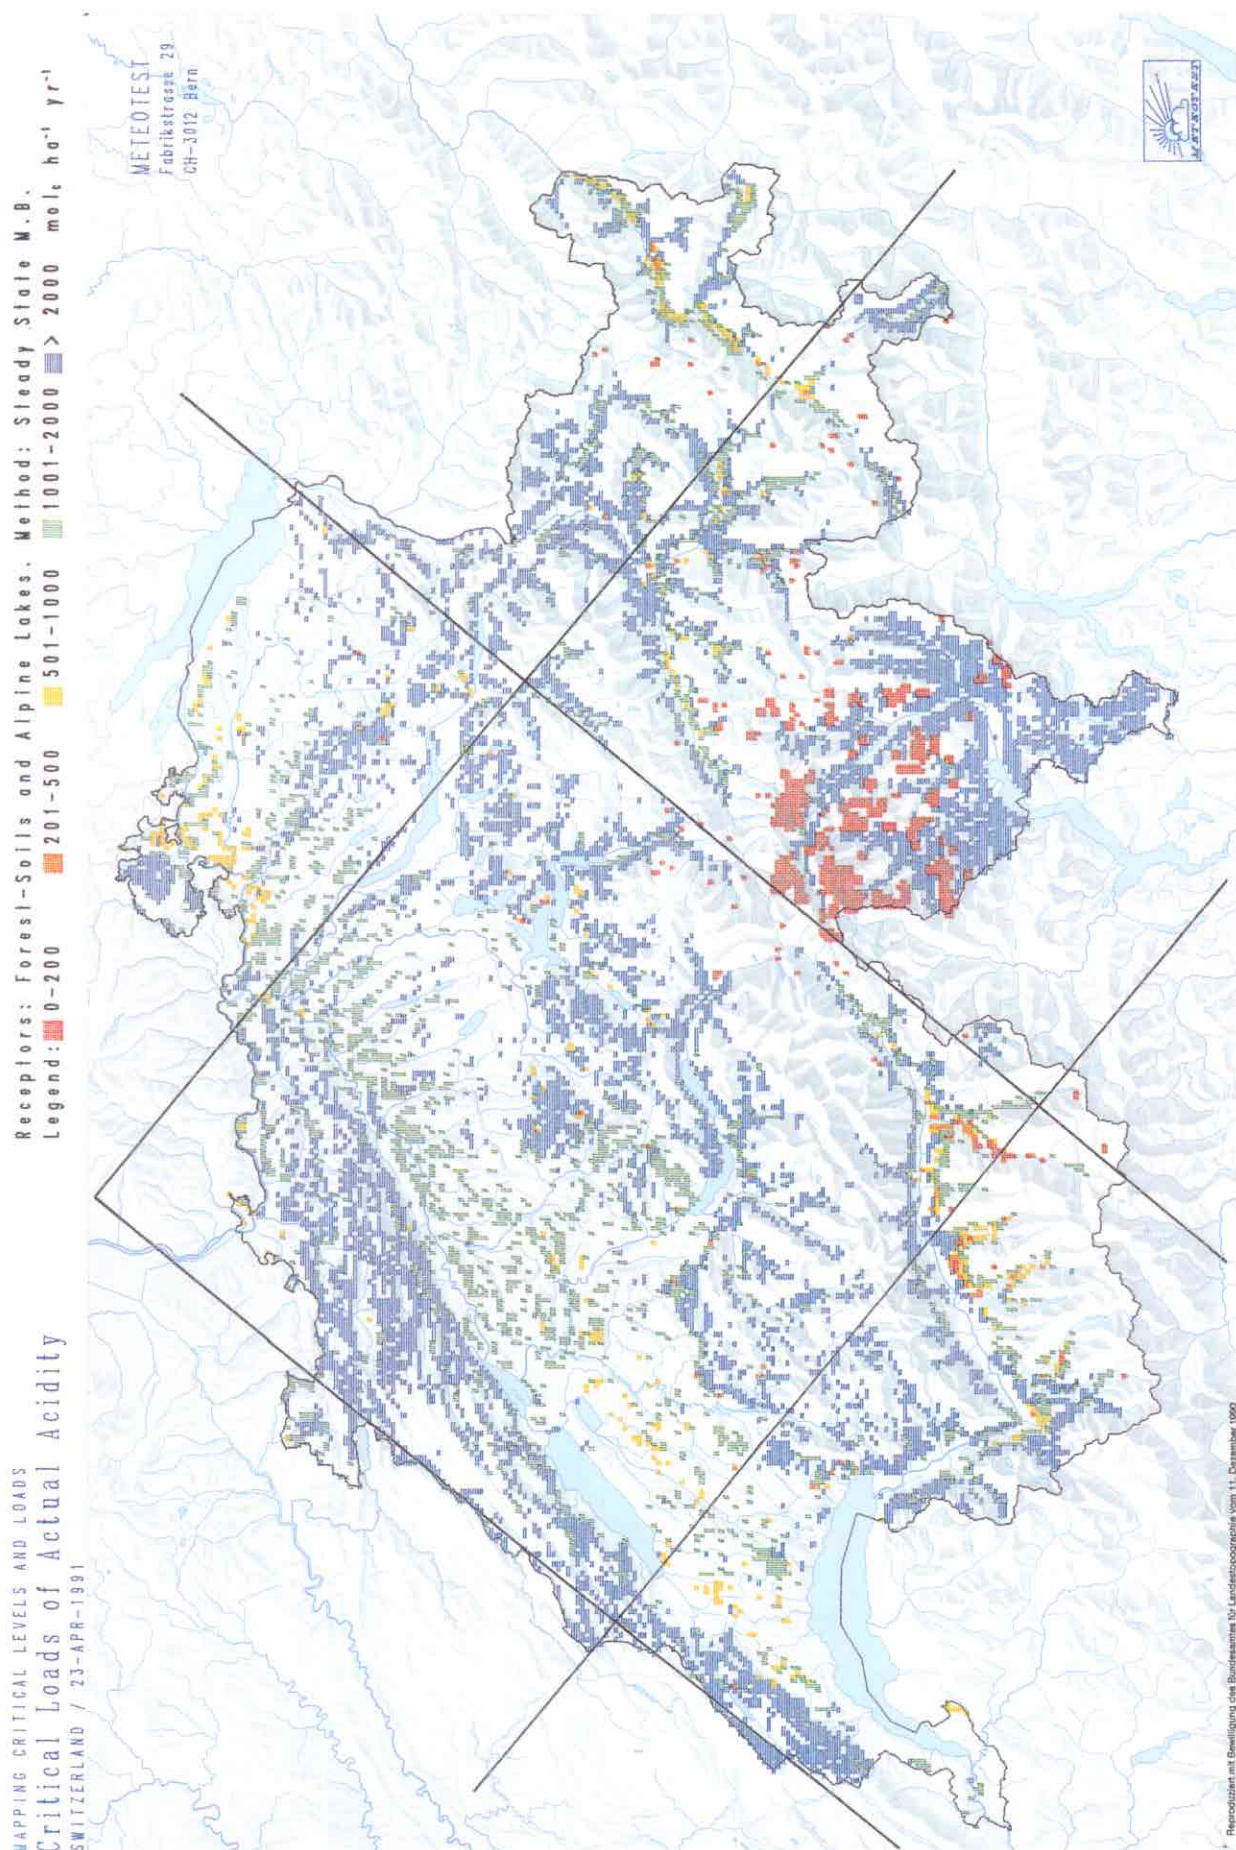 MAPPING CRITICAL LEVELS AND LOADS
Critical Loads of Actual Acidity
SWITZERLAND / 23-APR-1991
Receptors: Forest-Soils and Alpine Lakes. Method: Steady State M.B.
Legend: 0-200 201-500 501-1000 1001-2000 > 2000 molc ha⁻¹ yr⁻¹
METEOTEST
Fabrikstrasse 29
CH-3012 Bern
METEOTEST
Reproduziert mit Bewilligung des Bundesamtes für Landestopographie vom 11. Dezember 1990